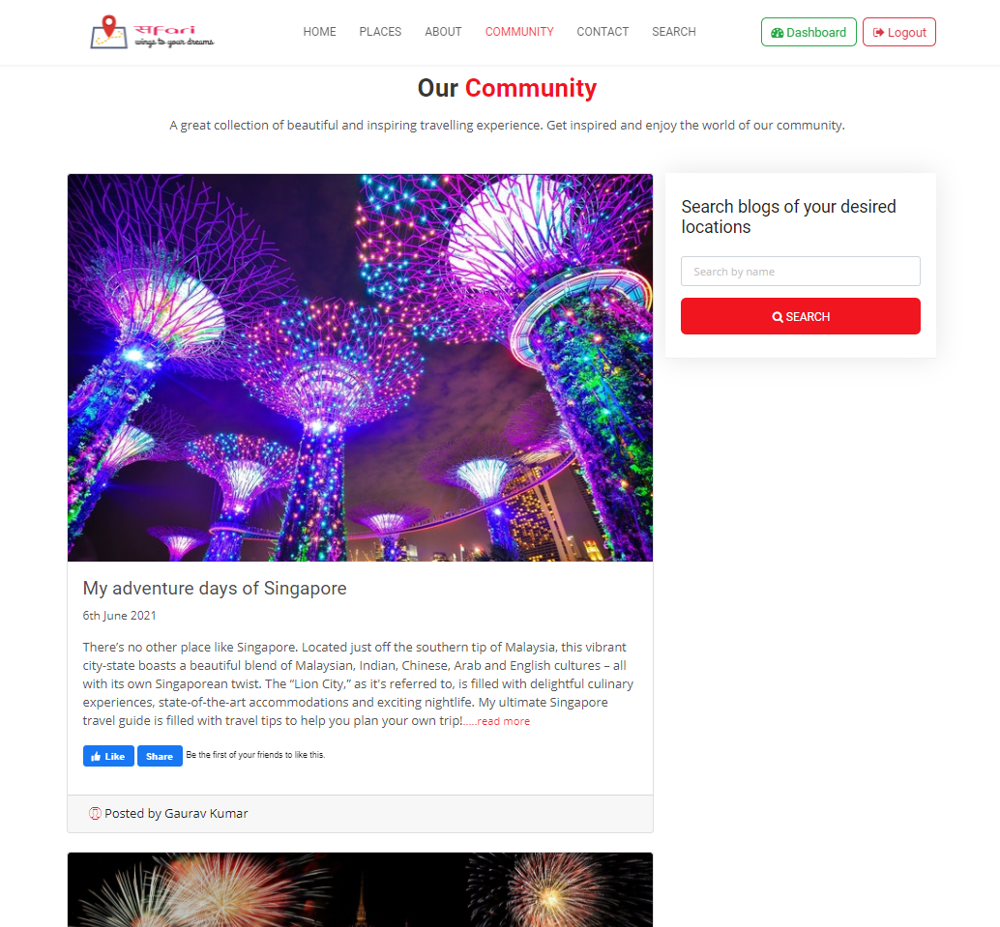 सफari
wings to your dreams
HOME PLACES ABOUT COMMUNITY CONTACT SEARCH
Dashboard Logout
Our Community
A great collection of beautiful and inspiring travelling experience. Get inspired and enjoy the world of our community.
Search blogs of your desired
locations
Search by name
SEARCH
My adventure days of Singapore
6th June 2021
There’s no other place like Singapore. Located just off the southern tip of Malaysia, this vibrant
city-state boasts a beautiful blend of Malaysian, Indian, Chinese, Arab and English cultures – all
with its own Singaporean twist. The “Lion City,” as it's referred to, is filled with delightful culinary
experiences, state-of-the-art accommodations and exciting nightlife. My ultimate Singapore
travel guide is filled with travel tips to help you plan your own trip!.....read more
Like Share Be the first of your friends to like this.
Posted by Gaurav Kumar